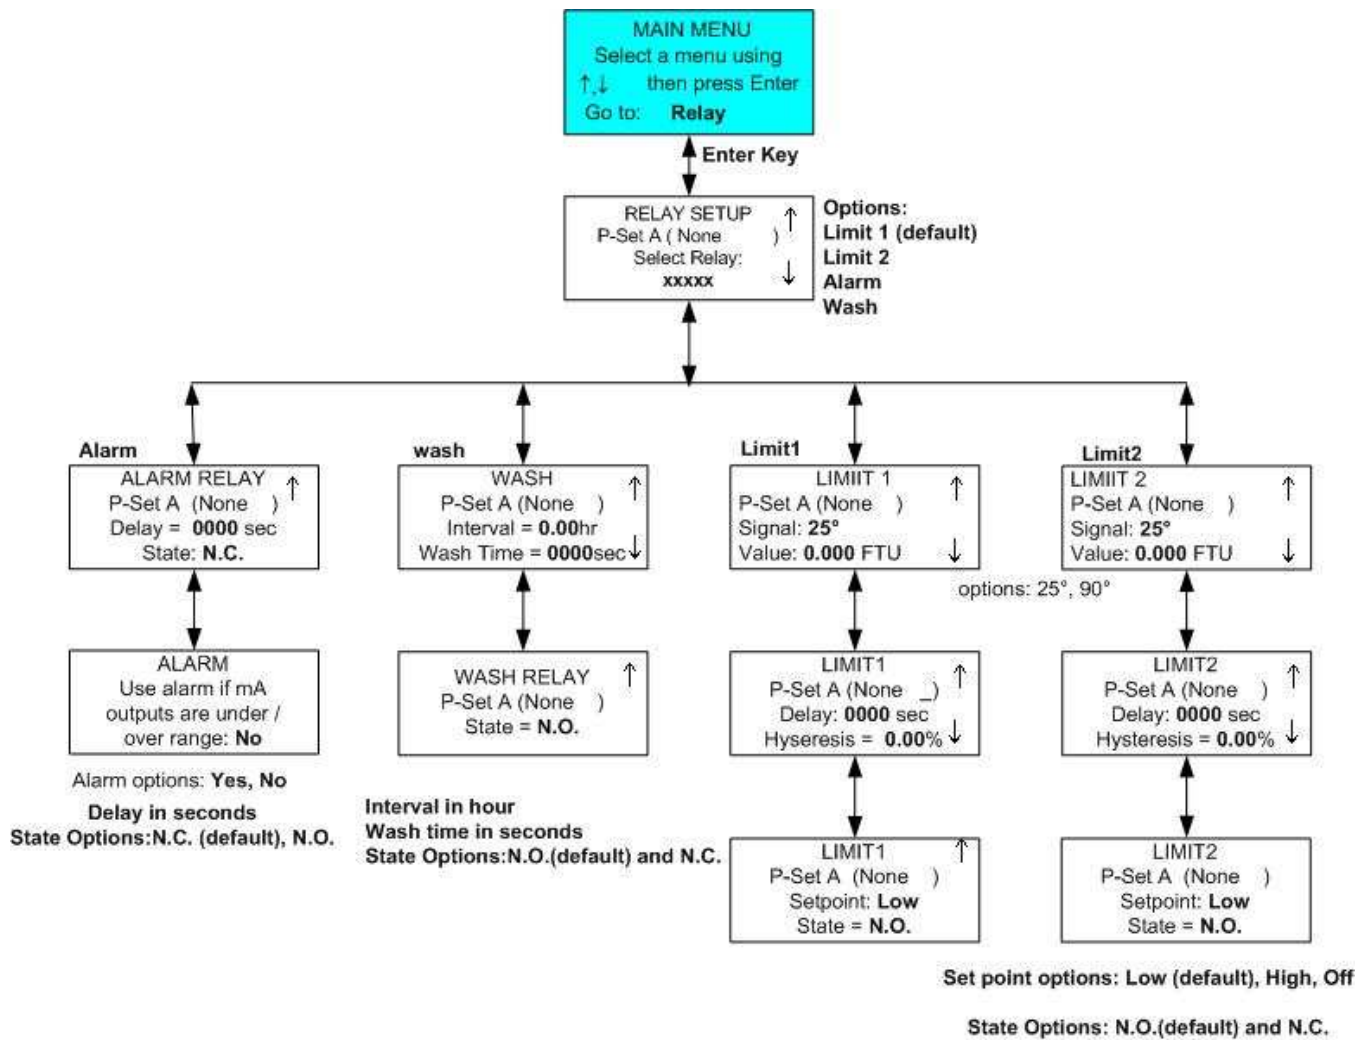 MAIN MENU
Select a menu using
↑,↓ then press Enter
Go to: Relay
Enter Key
RELAY SETUP ↑
P-Set A ( None )
Select Relay:
xxxxx ↓
Options:
Limit 1 (default)
Limit 2
Alarm
Wash
Alarm
ALARM RELAY ↑
P-Set A (None )
Delay = 0000 sec
State: N.C.
ALARM
Use alarm if mA
outputs are under /
over range: No
Alarm options: Yes, No
Delay in seconds
State Options:N.C. (default), N.O.
wash
WASH ↑
P-Set A (None )
Interval = 0.00hr
Wash Time = 0000sec ↓
WASH RELAY ↑
P-Set A (None )
State = N.O.
Interval in hour
Wash time in seconds
State Options:N.O.(default) and N.C.
Limit1
LIMIIT 1 ↑
P-Set A (None )
Signal: 25°
Value: 0.000 FTU ↓
LIMIT1 ↑
P-Set A (None _)
Delay: 0000 sec
Hyseresis = 0.00% ↓
LIMIT1 ↑
P-Set A (None )
Setpoint: Low
State = N.O.
Limit2
LIMIIT 2 ↑
P-Set A (None )
Signal: 25°
Value: 0.000 FTU ↓
options: 25°, 90°
LIMIT2 ↑
P-Set A (None )
Delay: 0000 sec
Hysteresis = 0.00% ↓
LIMIT2
P-Set A (None )
Setpoint: Low
State = N.O.
Set point options: Low (default), High, Off
State Options: N.O.(default) and N.C.